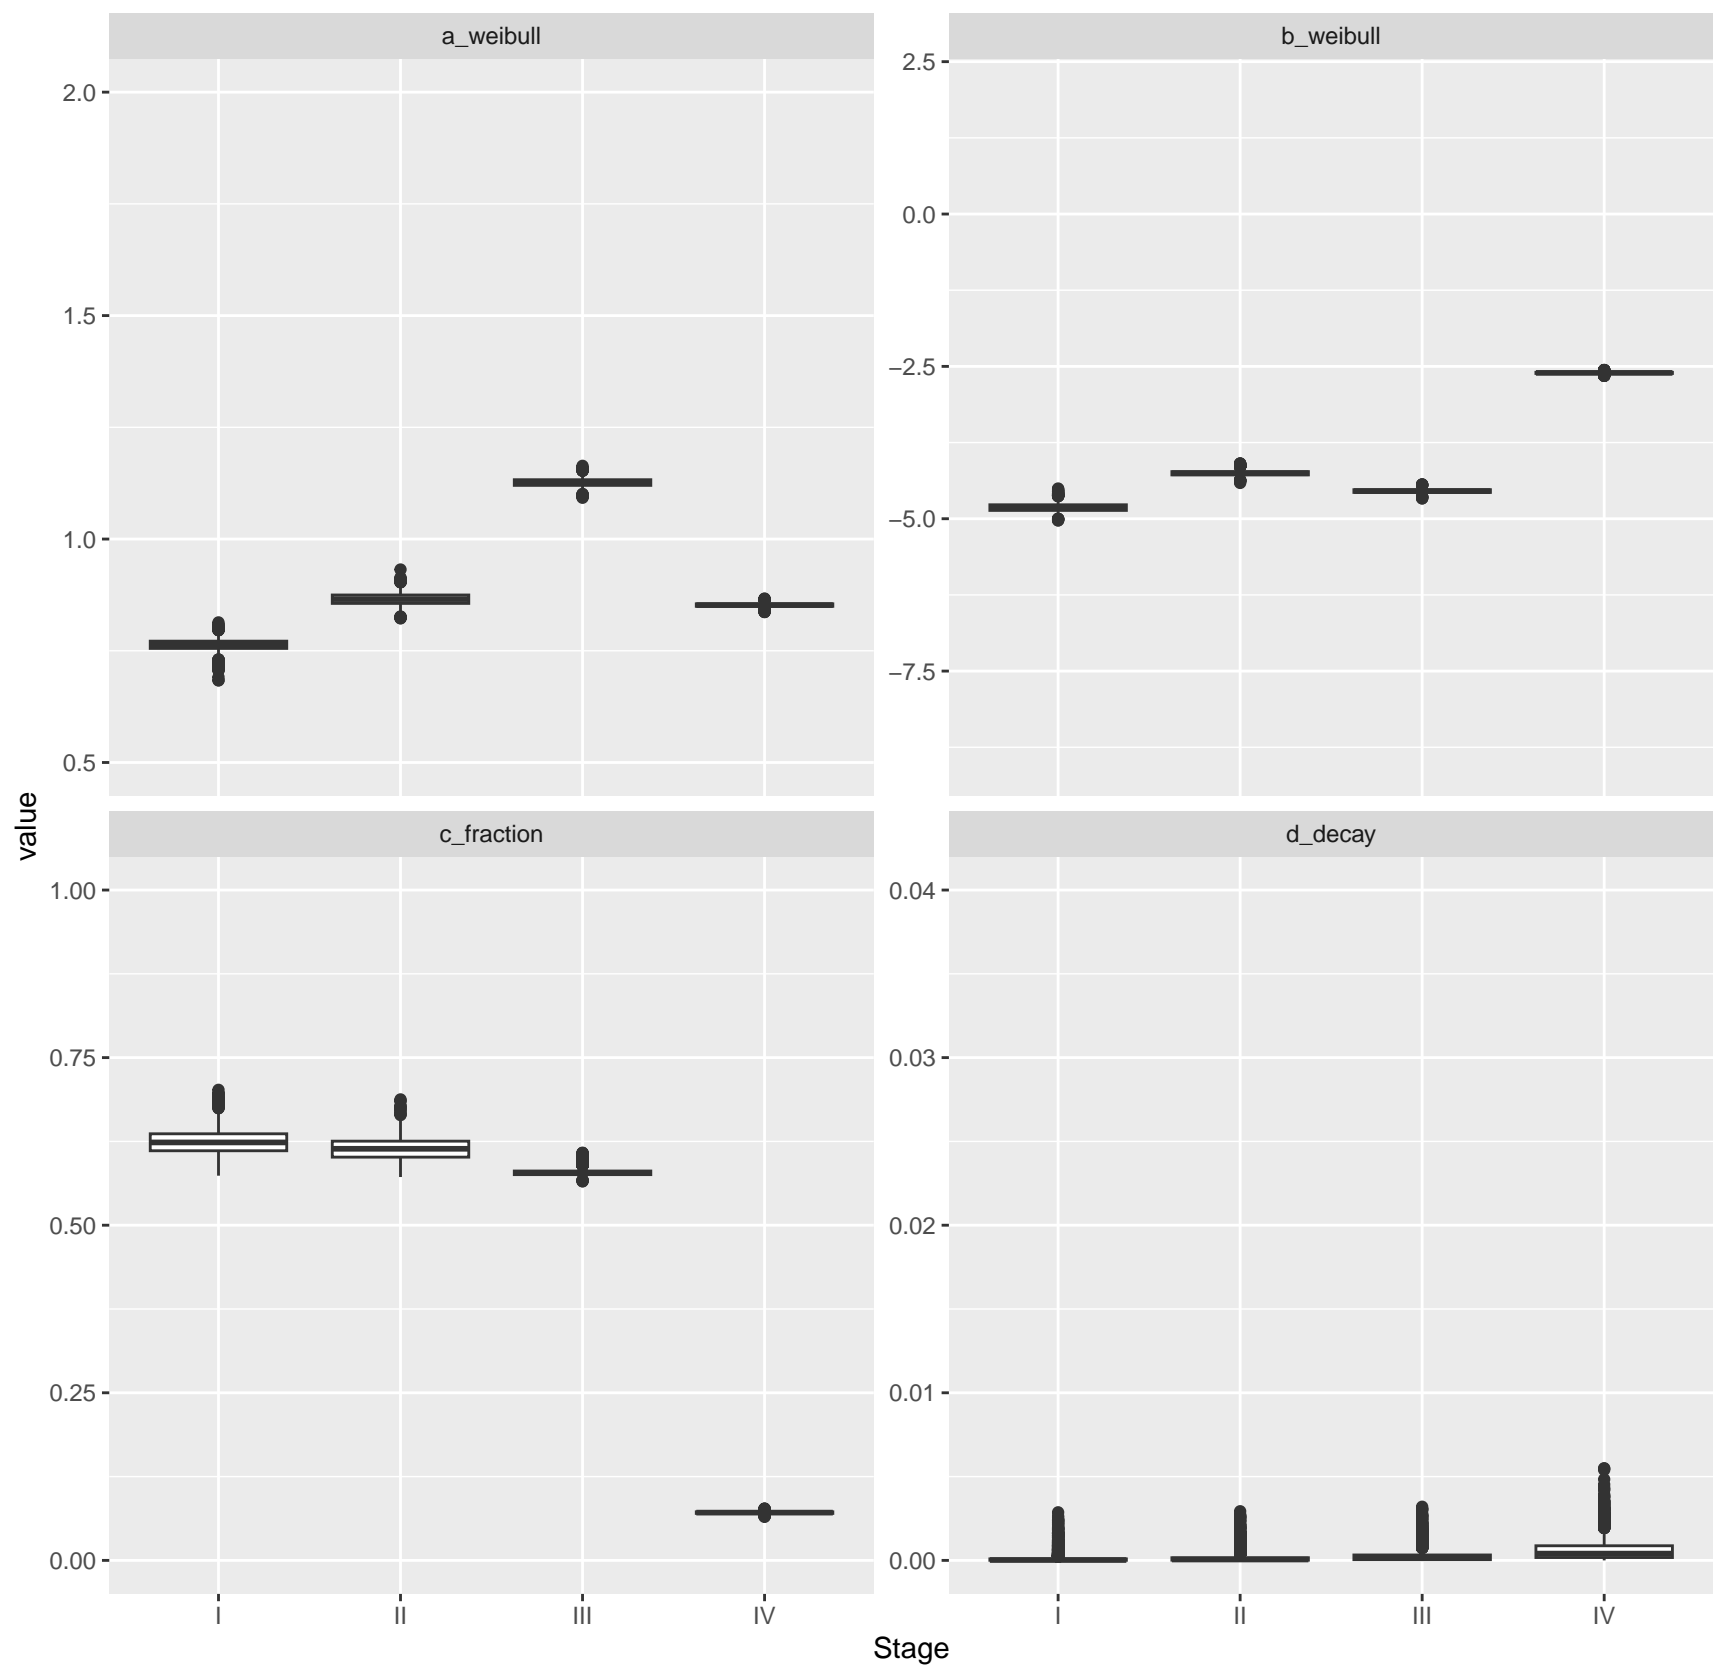 a_weibull
b_weibull
2.0
1.5
1.0
0.5
2.5
0.0
−2.5
−5.0
−7.5
value
c_fraction
d_decay
1.00
0.75
0.50
0.25
0.00
0.04
0.03
0.02
0.01
0.00
I II III IV
I II III IV
Stage